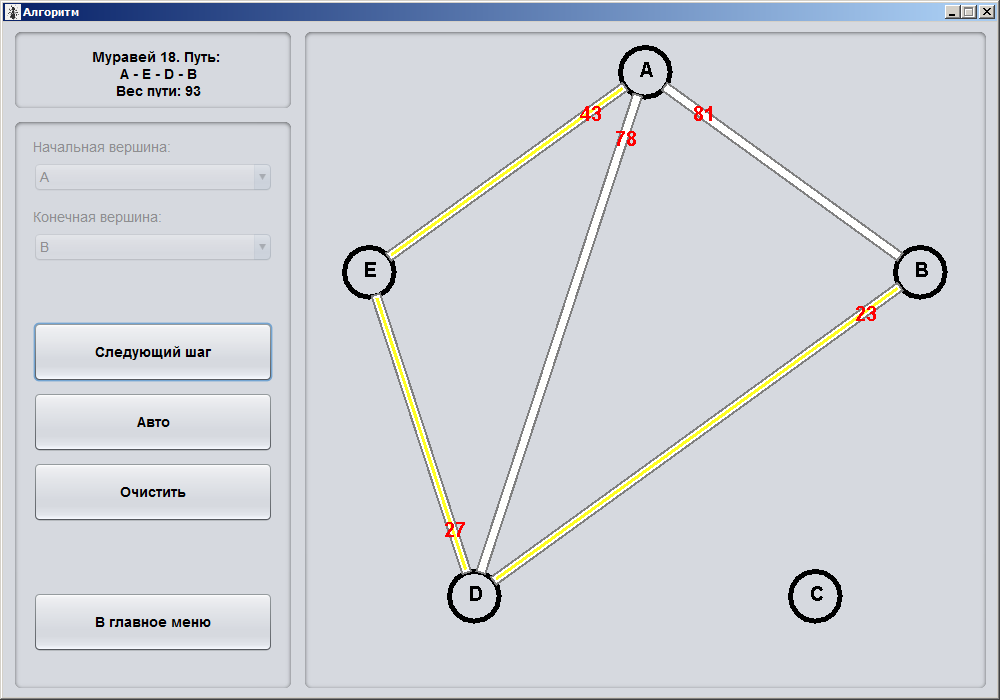 Алгоритм
Муравей 18. Путь:
A - E - D - B
Вес пути: 93
Начальная вершина:
A
Конечная вершина:
B
Следующий шаг
Авто
Очистить
В главное меню
A
43
81
78
E
B
23
27
D
C